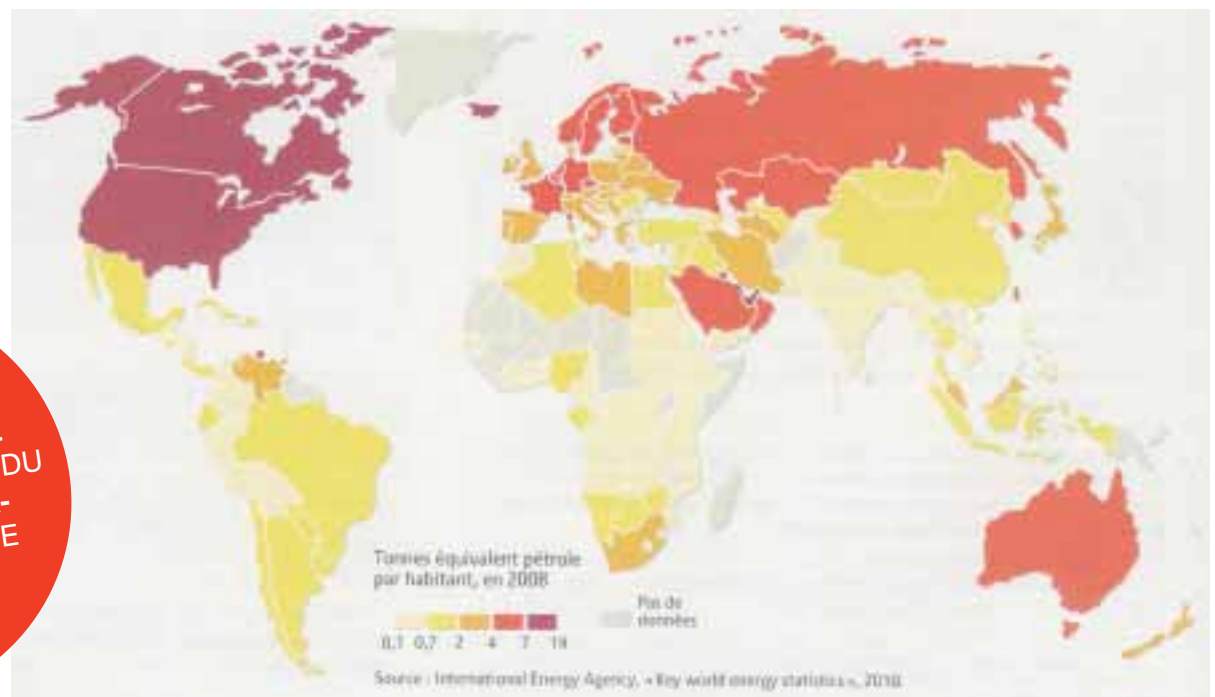 DU
-
E
Tonnes équivalent pétrole
par habitant, en 2008
0,1 0,7 2 4 7 19
Pas de
données
Source : International Energy Agency, « Key world energy statistics », 2010.